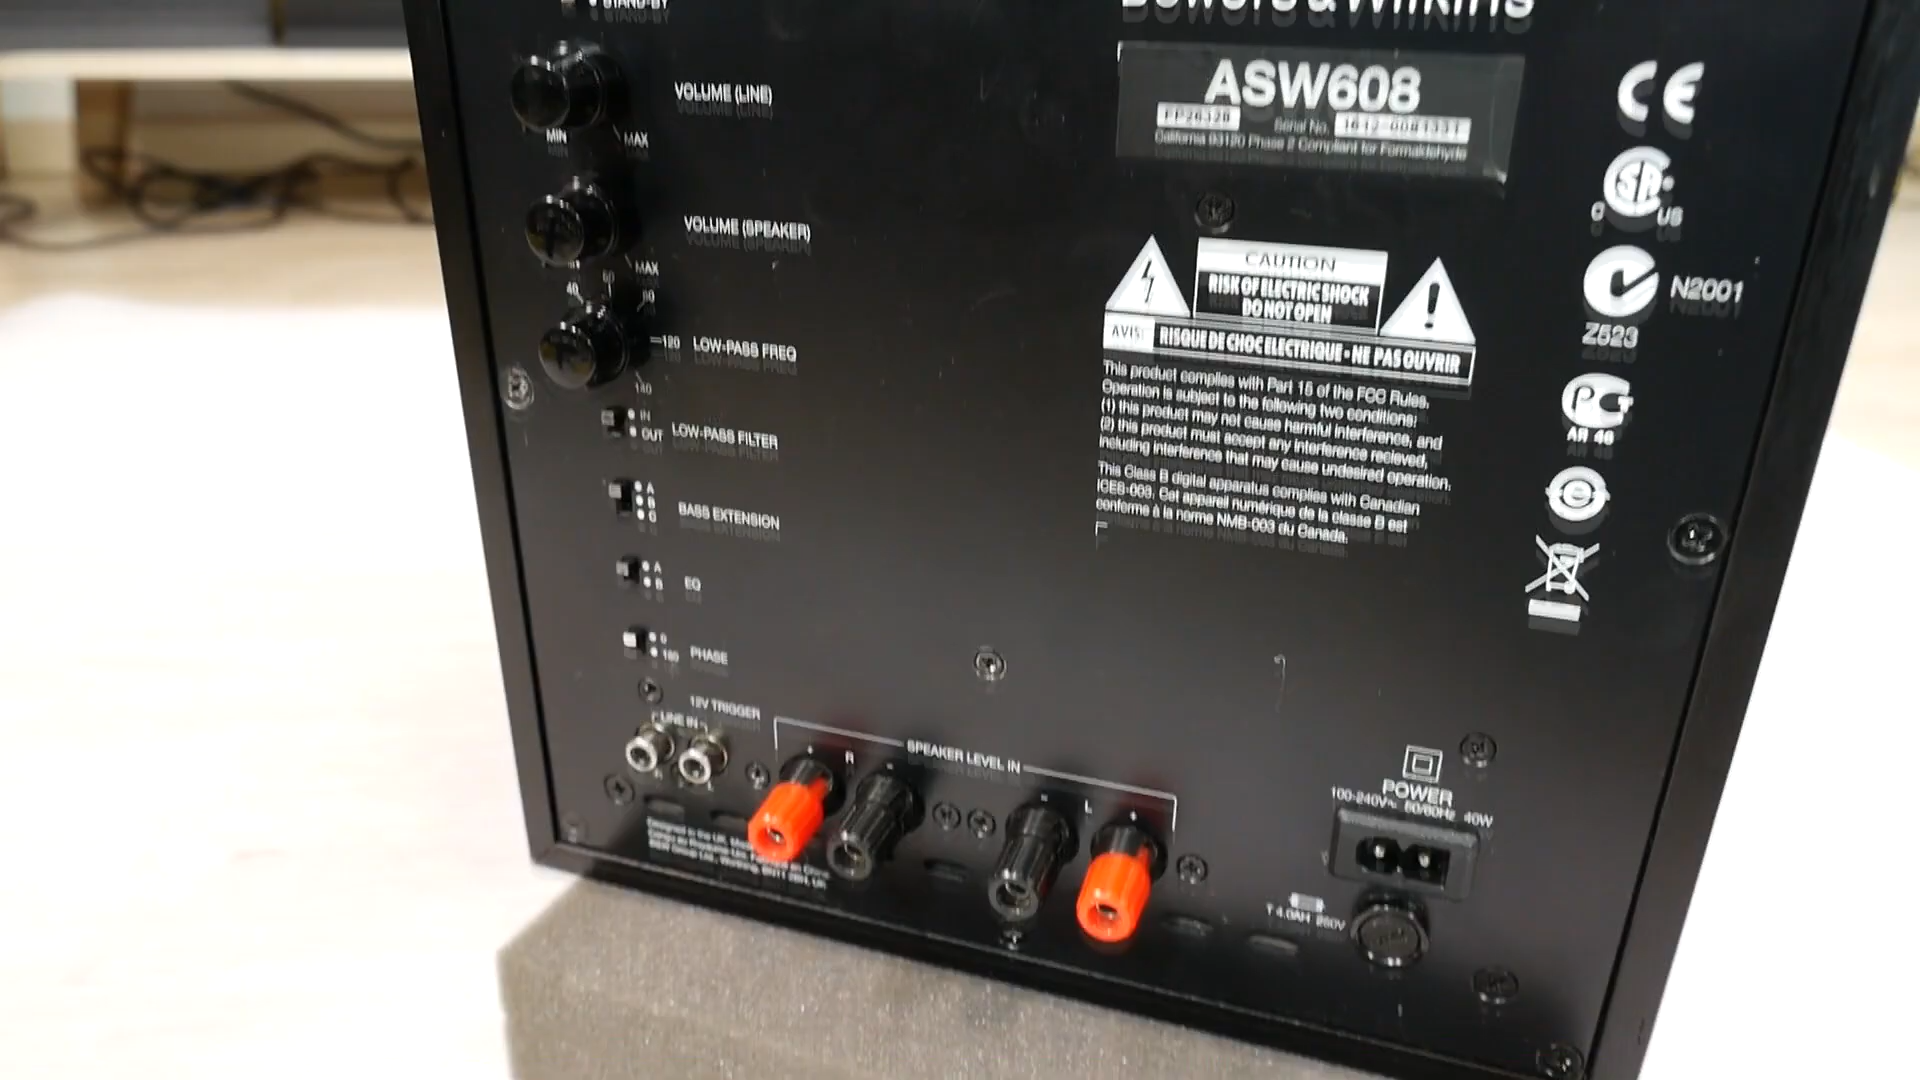 STAND-BY
Bowers & Wilkins
VOLUME (LINE)
MIN
MAX
VOLUME (SPEAKER)
MAX
40
80
120
140
LOW-PASS FREQ
IN
OUT
LOW-PASS FILTER
A
B
C
BASS EXTENSION
A
B
EQ
0
180
PHASE
12V TRIGGER
LINE IN
R
L
SPEAKER LEVEL IN
+ R -
- L +
ASW608
Serial No.
California 93120 Phase 2 Compliant for Formaldehyde
CE
C US
N2001
Z523
CAUTION
RISK OF ELECTRIC SHOCK
DO NOT OPEN
AVIS: RISQUE DE CHOC ELECTRIQUE - NE PAS OUVRIR
This product complies with Part 15 of the FCC Rules.
Operation is subject to the following two conditions:
(1) this product may not cause harmful interference, and
(2) this product must accept any interference recieved,
including interference that may cause undesired operation.
This Class B digital apparatus complies with Canadian
ICEB-003. Cet appareil numérique de la classe B est
conforme à la norme NMB-003 du Canada.
POWER
100-240V~ 50/60Hz 40W
T 4.0AH 250V
Designed in the UK,